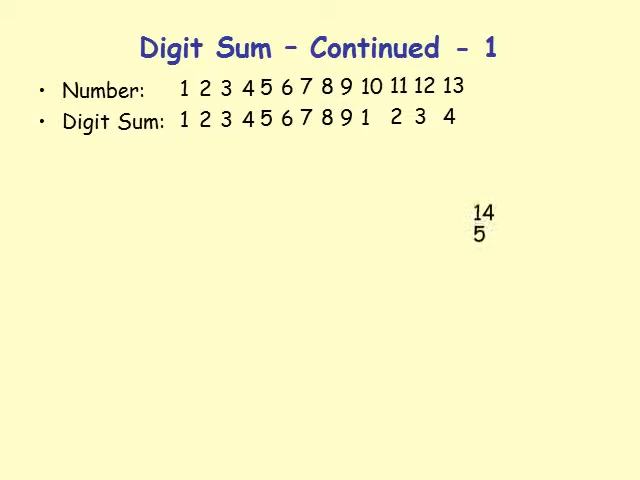 Digit Sum – Continued - 1
• Number: 1 2 3 4 5 6 7 8 9 10 11 12 13
• Digit Sum: 1 2 3 4 5 6 7 8 9 1 2 3 4
14
5